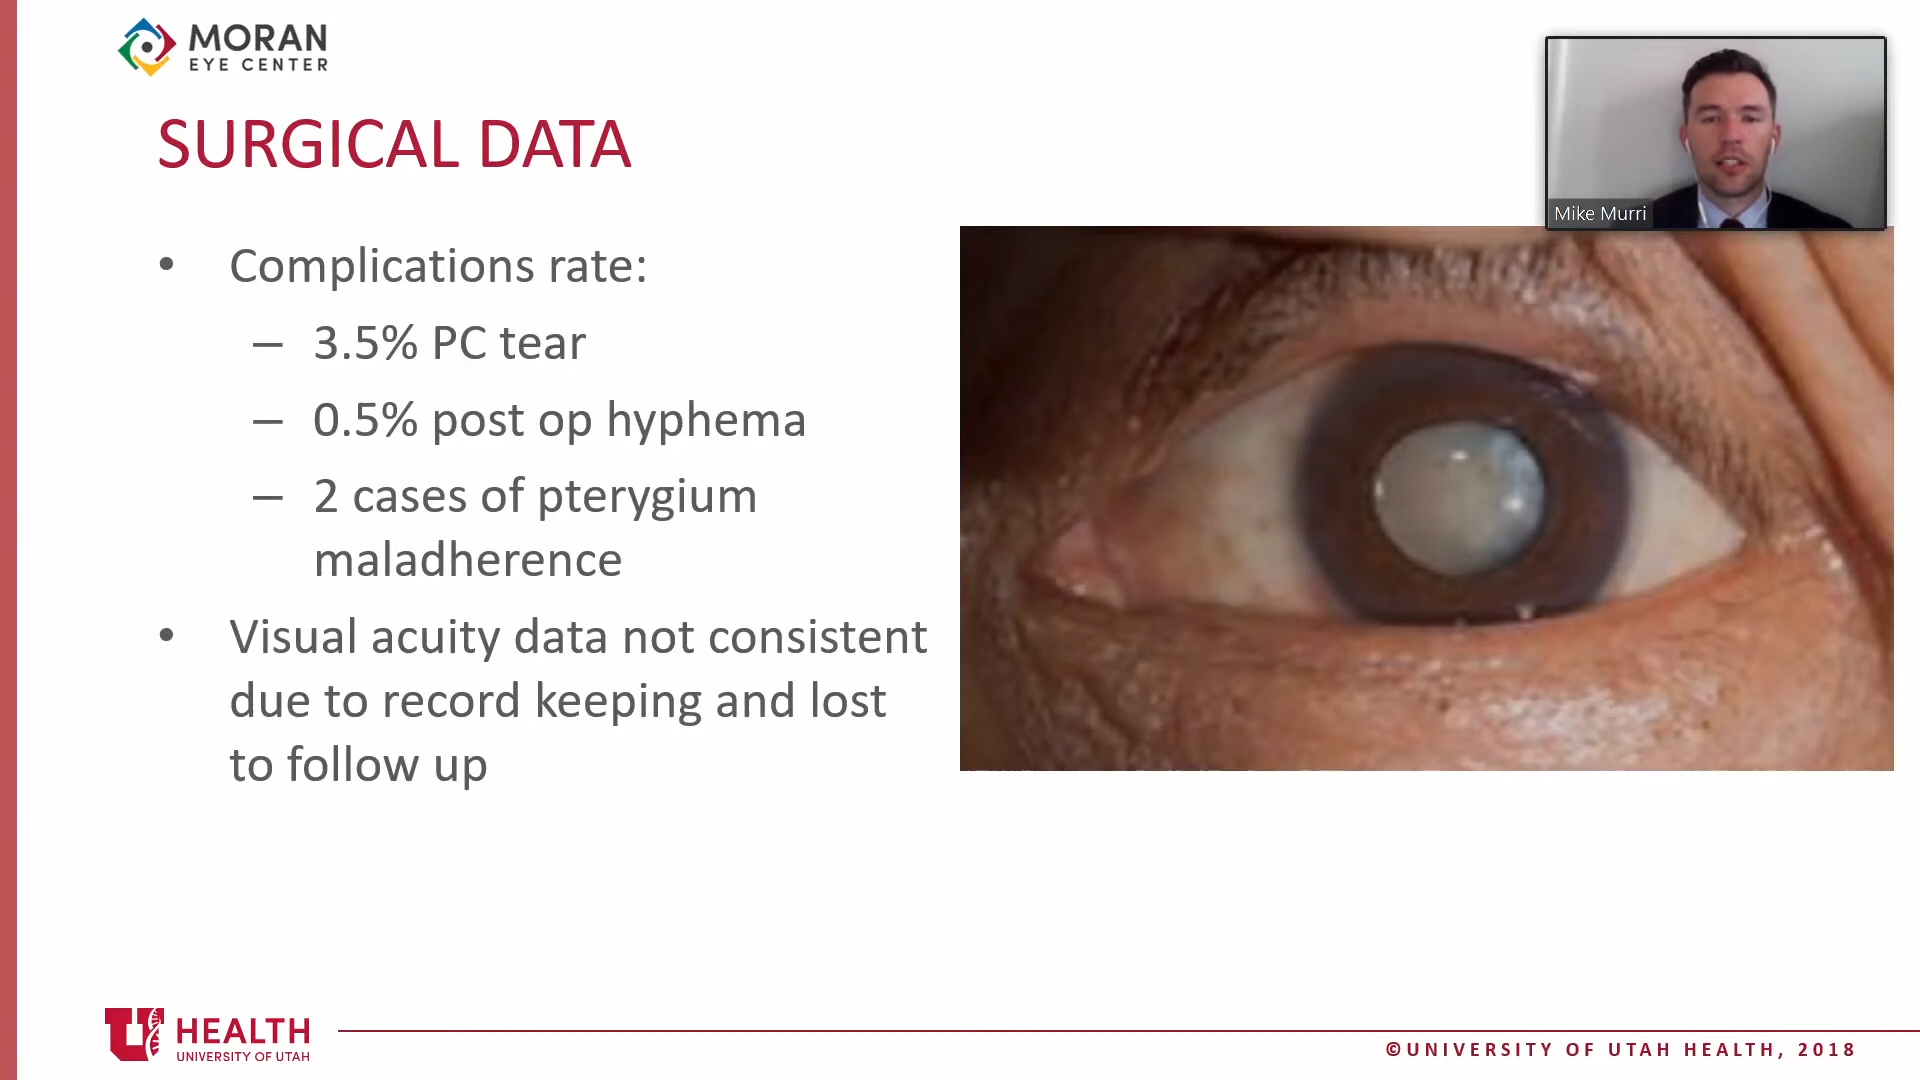 MORAN
EYE CENTER
SURGICAL DATA
Mike Murri
• Complications rate:
– 3.5% PC tear
– 0.5% post op hyphema
– 2 cases of pterygium
maladherence
• Visual acuity data not consistent
due to record keeping and lost
to follow up
U HEALTH
UNIVERSITY OF UTAH
©UNIVERSITY OF UTAH HEALTH, 2018